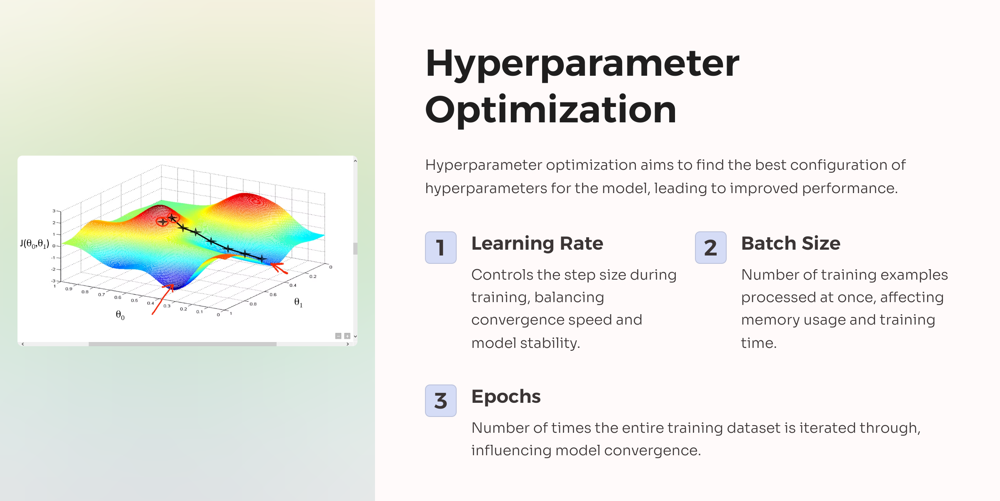 Hyperparameter
Optimization
Hyperparameter optimization aims to find the best configuration of
hyperparameters for the model, leading to improved performance.
1
Learning Rate
Controls the step size during
training, balancing
convergence speed and
model stability.
2
Batch Size
Number of training examples
processed at once, affecting
memory usage and training
time.
3
Epochs
Number of times the entire training dataset is iterated through,
influencing model convergence.
J(θ0,θ1)
3
2
1
0
-1
-2
-3
1
0.9
0.8
0.7
0.6
0.5
0.4
0.3
0.2
0.1
0
θ0
1
0.8
0.6
0.4
0.2
0
θ1